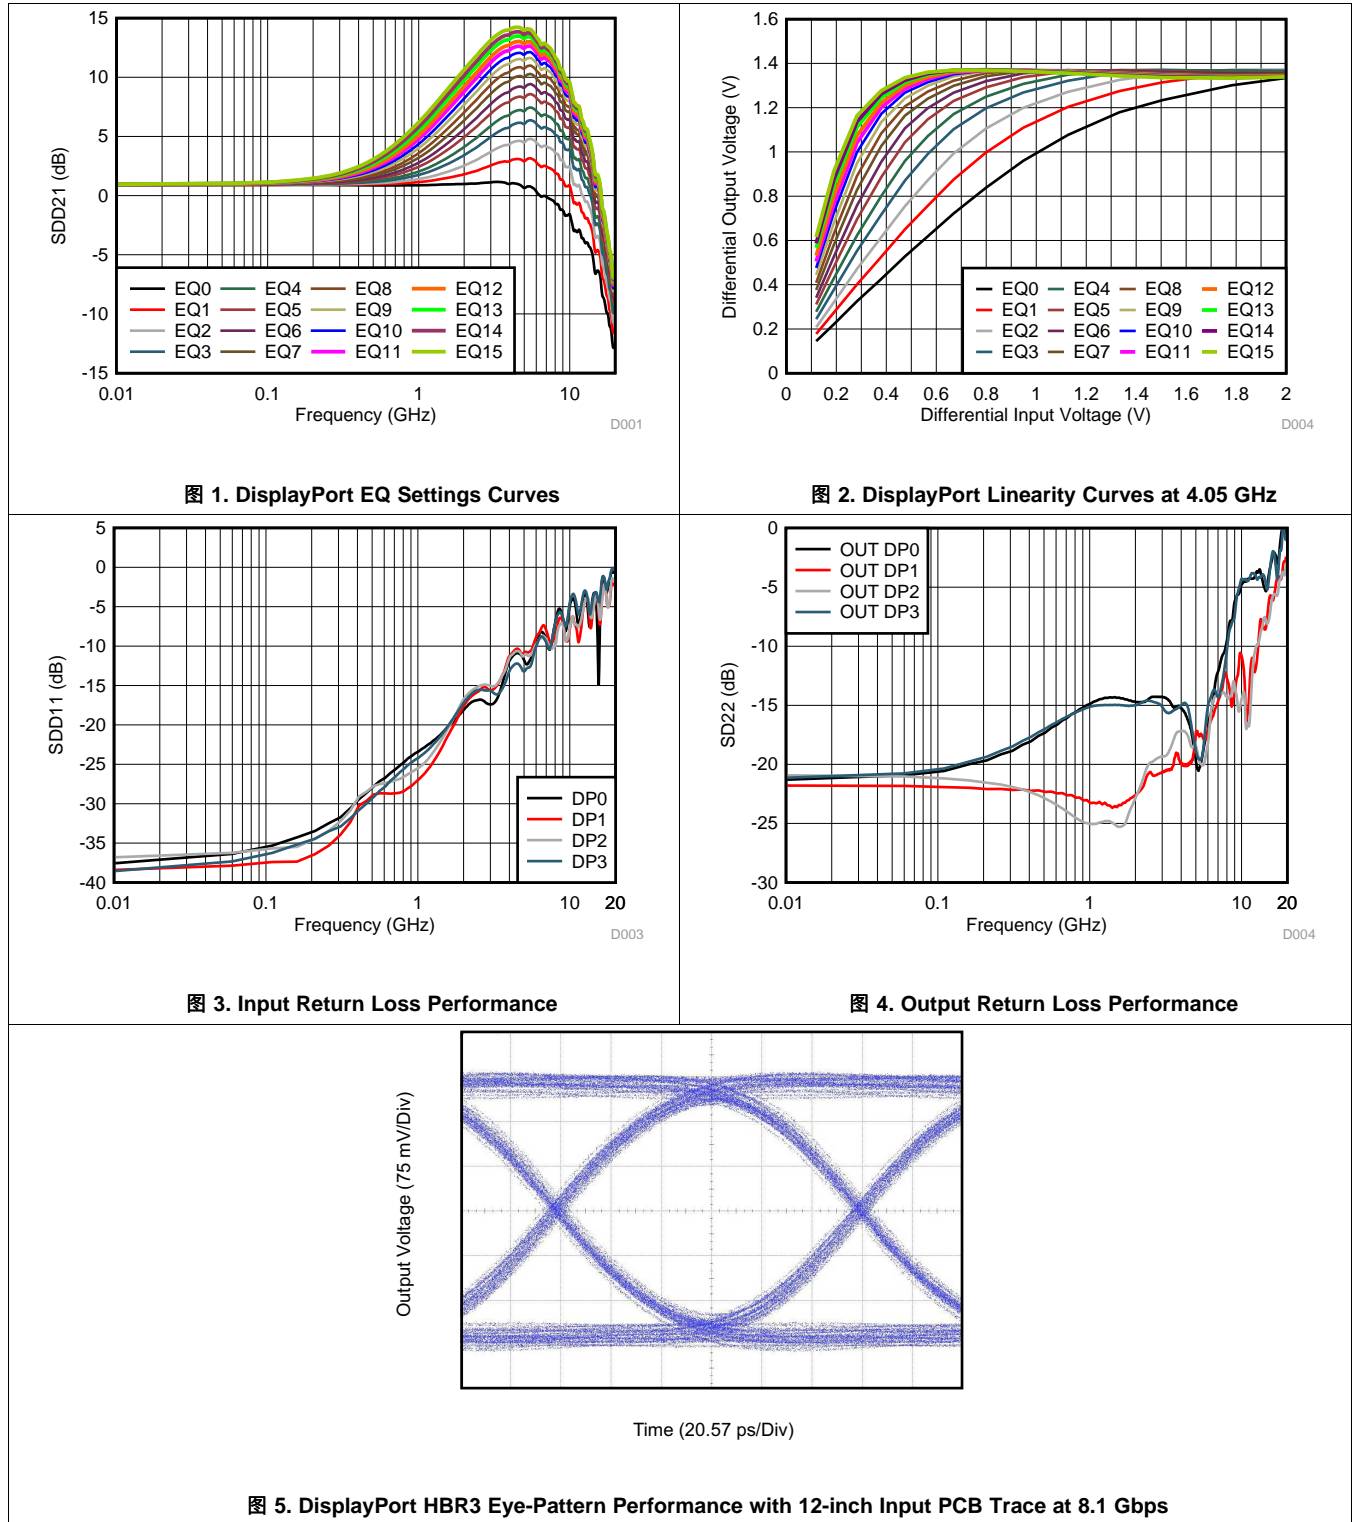 15
10
5
0
-5
-10
-15
SDD21 (dB)
EQ0 EQ4 EQ8 EQ12
EQ1 EQ5 EQ9 EQ13
EQ2 EQ6 EQ10 EQ14
EQ3 EQ7 EQ11 EQ15
0.01 0.1 1 10
Frequency (GHz)
D001
图 1. DisplayPort EQ Settings Curves
1.6
1.4
1.2
1
0.8
0.6
0.4
0.2
0
Differential Output Voltage (V)
EQ0 EQ4 EQ8 EQ12
EQ1 EQ5 EQ9 EQ13
EQ2 EQ6 EQ10 EQ14
EQ3 EQ7 EQ11 EQ15
0 0.2 0.4 0.6 0.8 1 1.2 1.4 1.6 1.8 2
Differential Input Voltage (V)
D004
图 2. DisplayPort Linearity Curves at 4.05 GHz
5
0
-5
-10
-15
-20
-25
-30
-35
-40
SDD11 (dB)
DP0
DP1
DP2
DP3
0.01 0.1 1 10 20
Frequency (GHz)
D003
图 3. Input Return Loss Performance
0
-5
-10
-15
-20
-25
-30
SD22 (dB)
OUT DP0
OUT DP1
OUT DP2
OUT DP3
0.01 0.1 1 10 20
Frequency (GHz)
D004
图 4. Output Return Loss Performance
Output Voltage (75 mV/Div)
Time (20.57 ps/Div)
图 5. DisplayPort HBR3 Eye-Pattern Performance with 12-inch Input PCB Trace at 8.1 Gbps